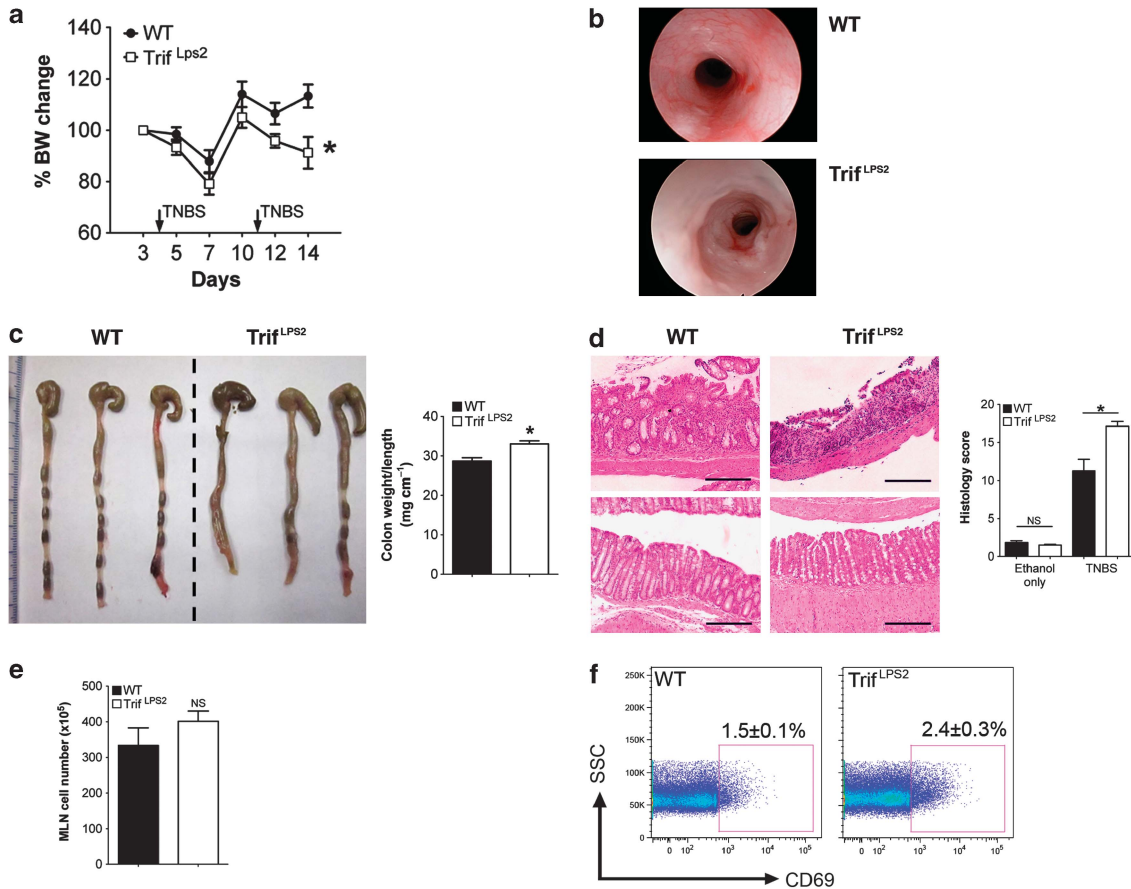 a
WT
Trif Lps2
% BW change
140
120
100
80
60
TNBS
TNBS
*
3 5 7 10 12 14
Days
b
WT
Trif LPS2
c
WT
Trif LPS2
WT
Trif LPS2
Colon weight/length
(mg cm–1)
40
30
20
10
0
*
d
WT
Trif LPS2
WT
Trif LPS2
Histology score
20
15
10
5
0
NS
*
Ethanol
only
TNBS
e
WT
Trif LPS2
NS
MLN cell number (x105)
500
400
300
200
100
0
f
WT
1.5±0.1%
Trif LPS2
2.4±0.3%
SSC
250K
200K
150K
100K
50K
0
0 102 103 104 105
0 102 103 104 105
CD69